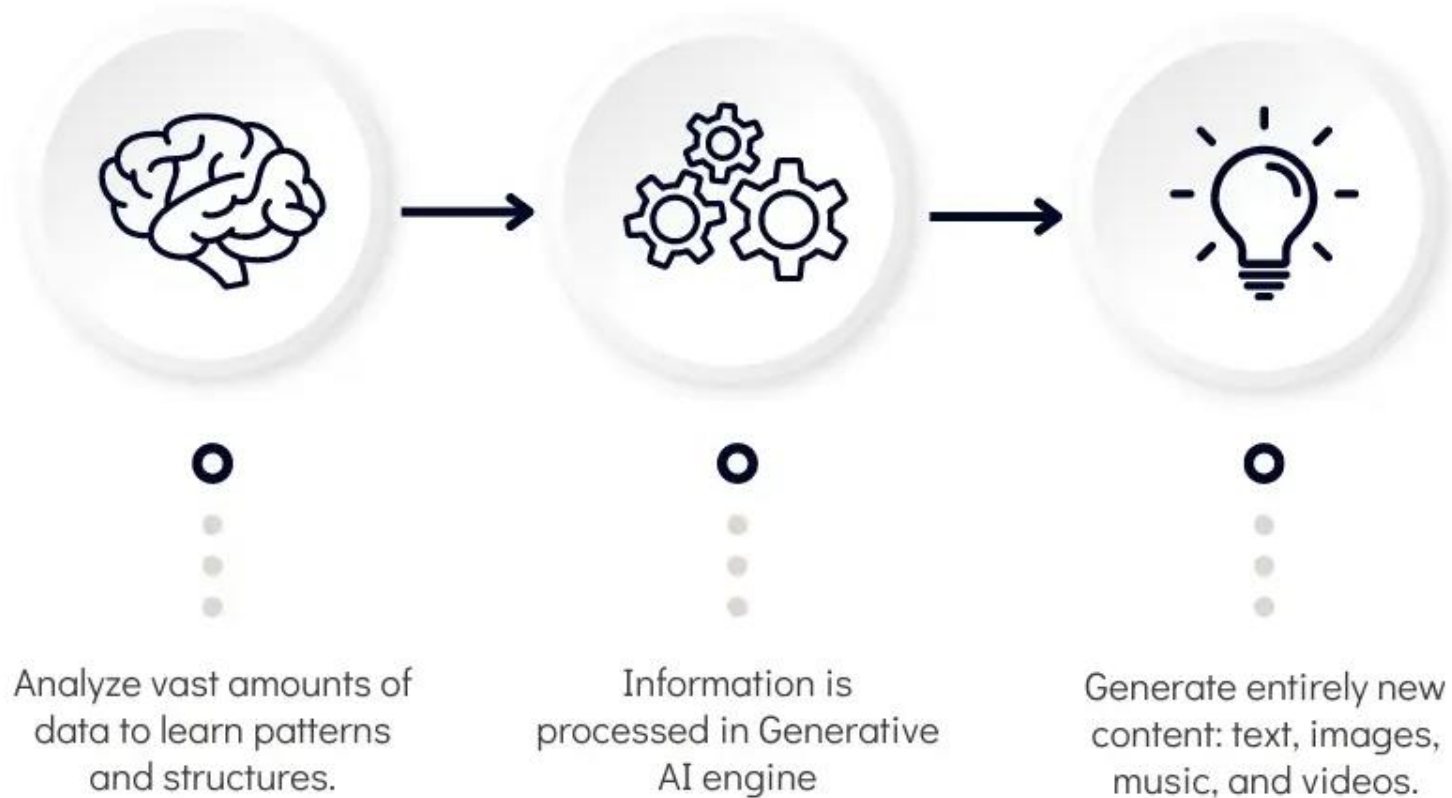 Analyze vast amounts of
data to learn patterns
and structures.
Information is
processed in Generative
AI engine
Generate entirely new
content: text, images,
music, and videos.